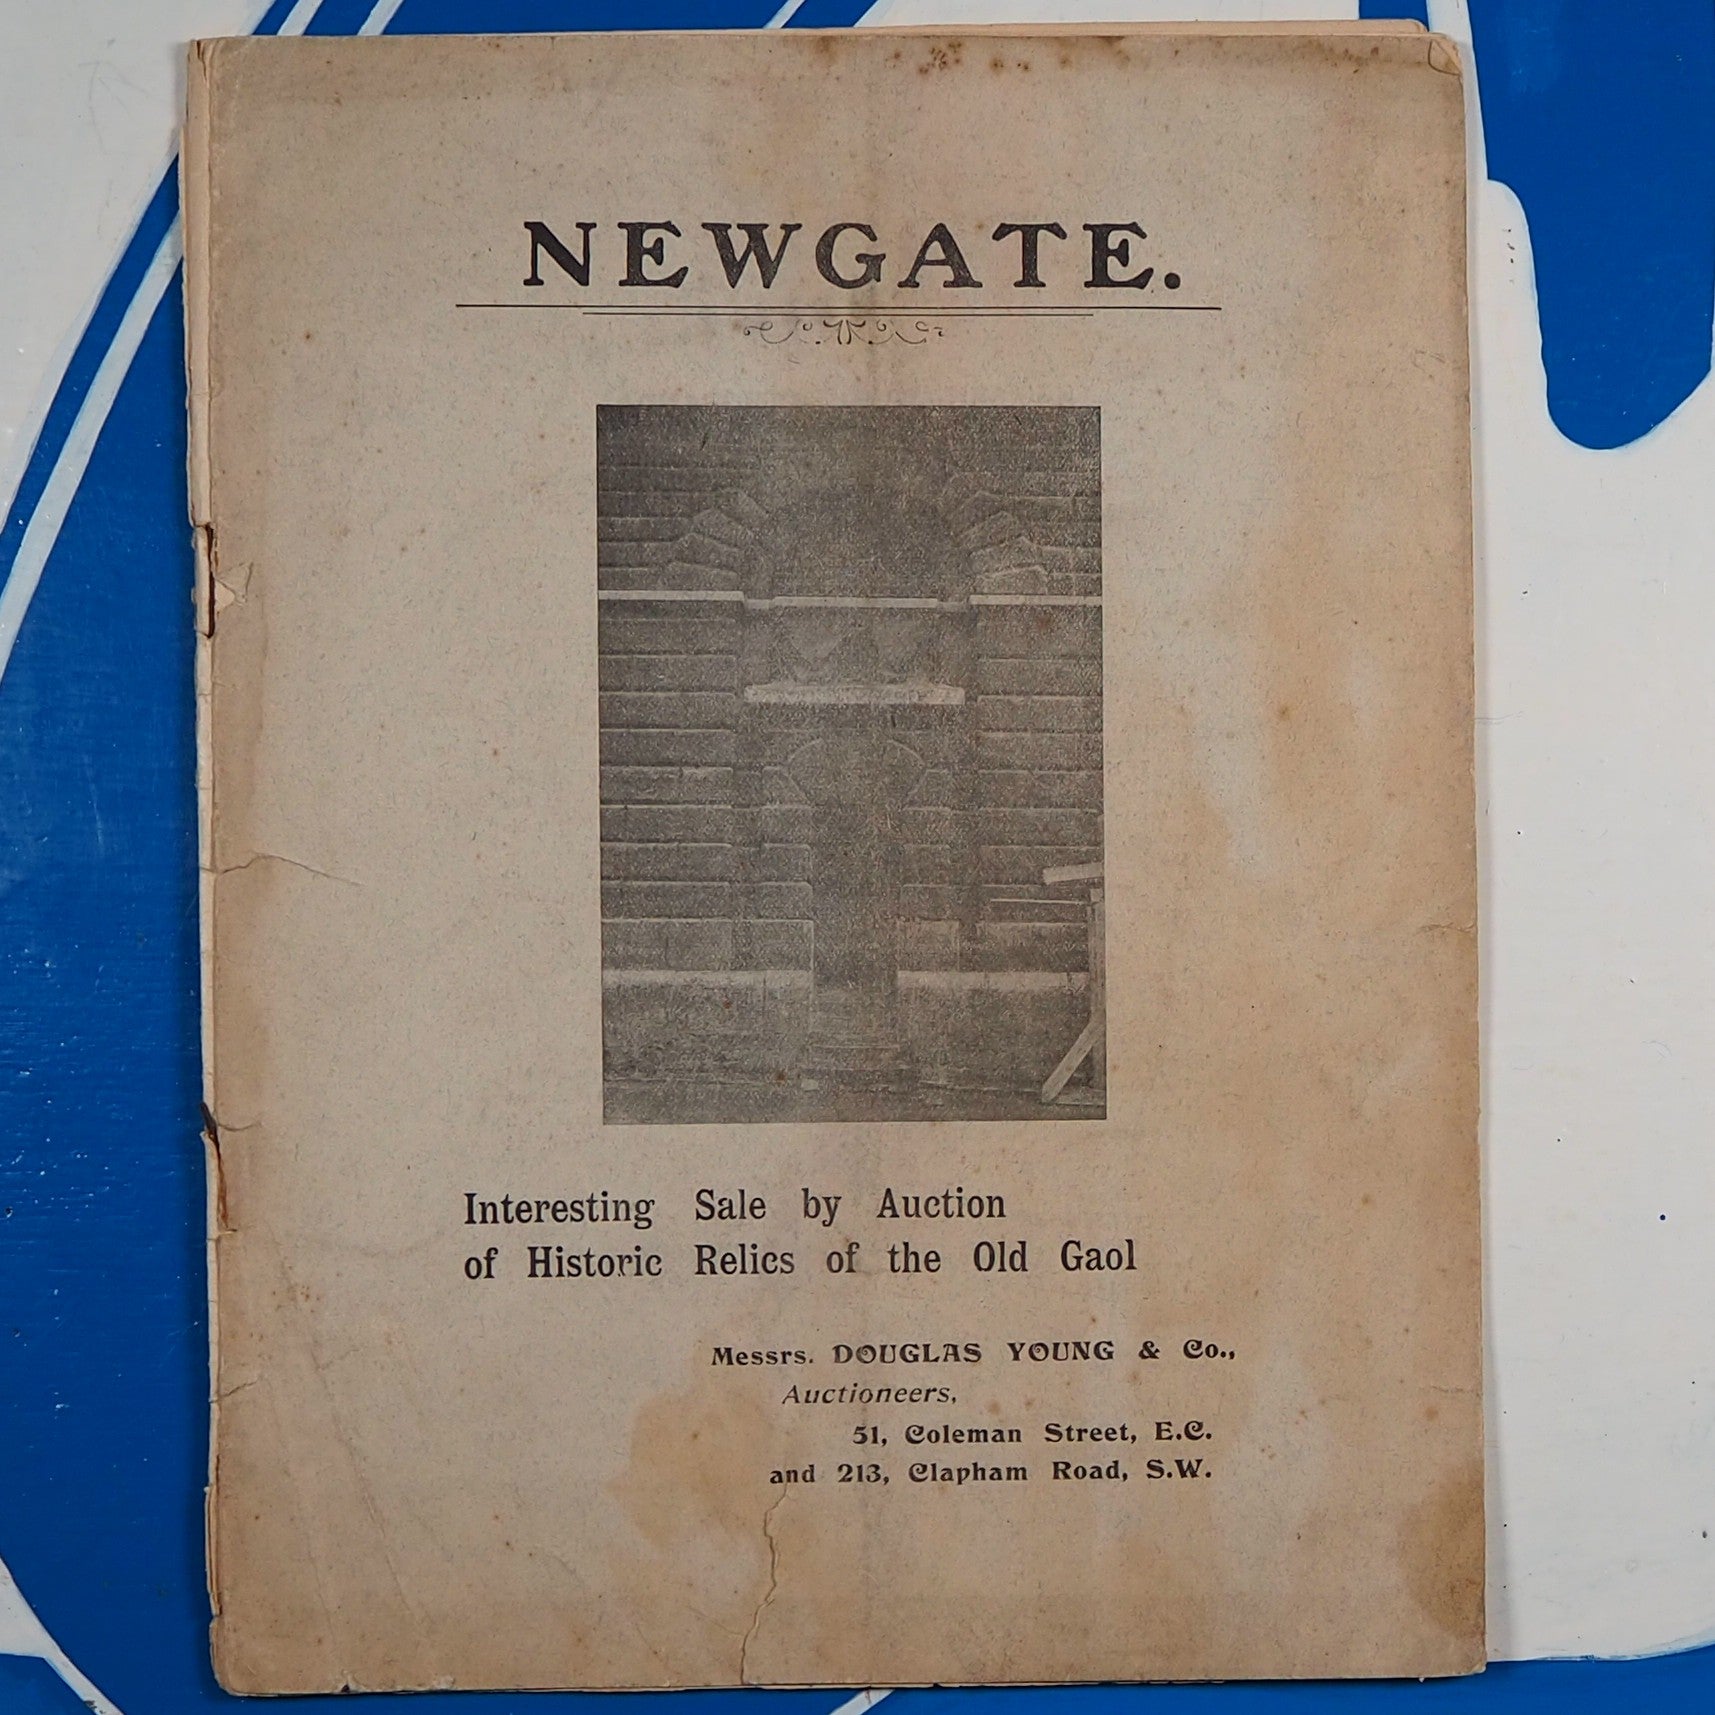 NEWGATE.
Interesting Sale by Auction
of Historic Relics of the Old Gaol
Messrs. DOUGLAS YOUNG & Co.,
Auctioneers,
51, Coleman Street, E.C.
and 213, Clapham Road, S.W.